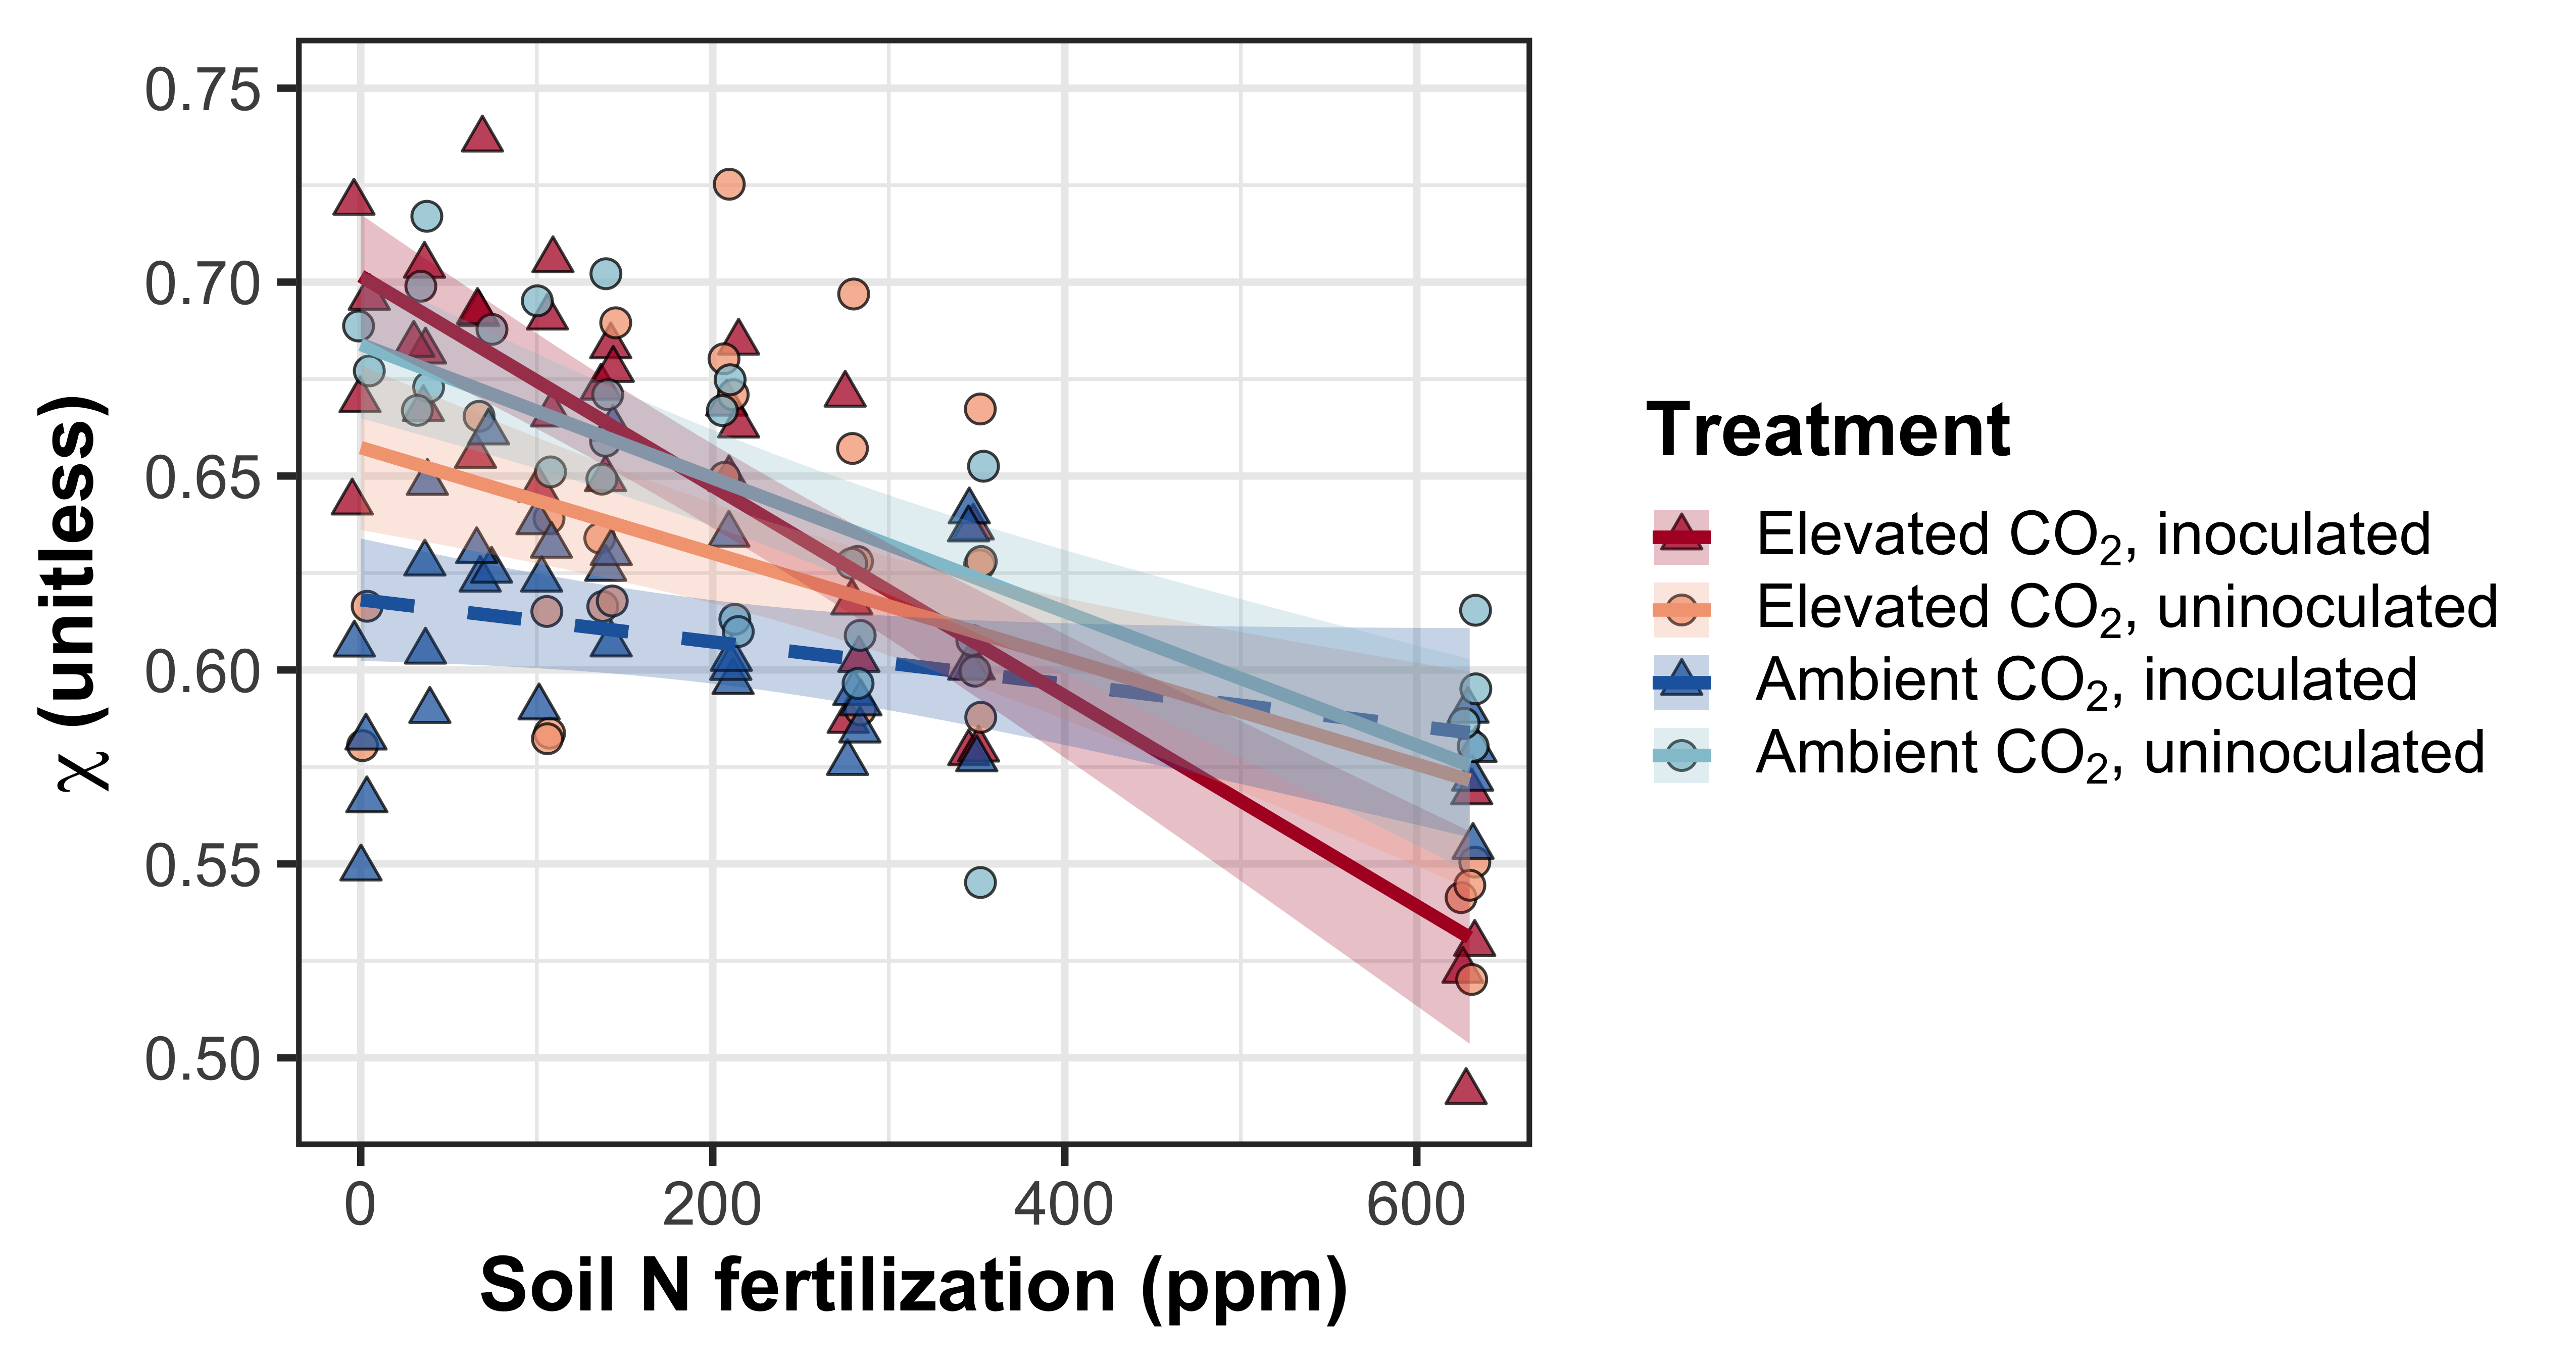 0.75
0.70
0.65
0.60
0.55
0.50
χ (unitless)
0 200 400 600
Soil N fertilization (ppm)
Treatment
Elevated CO₂, inoculated
Elevated CO₂, uninoculated
Ambient CO₂, inoculated
Ambient CO₂, uninoculated